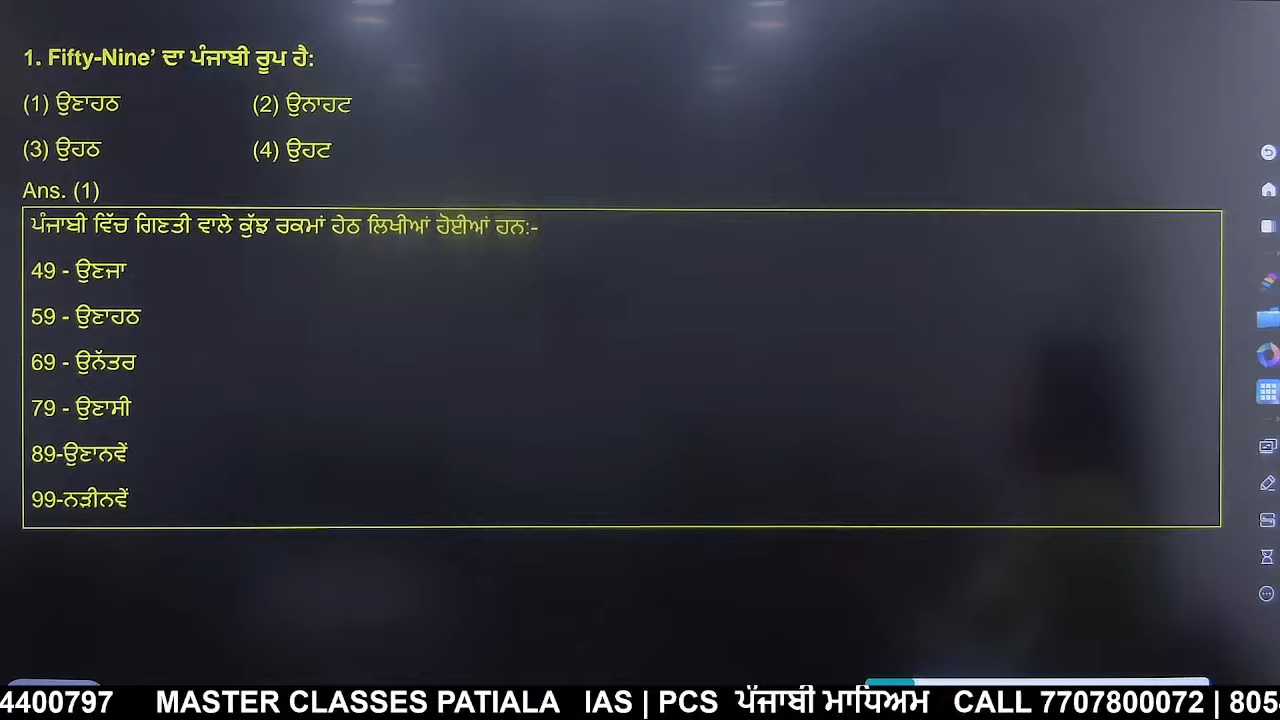 1. Fifty-Nine’ ਦਾ ਪੰਜਾਬੀ ਰੂਪ ਹੈ:
(1) ਉਣਾਹਠ (2) ਉਨਾਹਟ
(3) ਉਹਠ (4) ਉਹਟ
Ans. (1)
ਪੰਜਾਬੀ ਵਿੱਚ ਗਿਣਤੀ ਵਾਲੇ ਕੁੱਝ ਰਕਮਾਂ ਹੇਠ ਲਿਖੀਆਂ ਹੋਈਆਂ ਹਨ:-
49 - ਉਣਜਾ
59 - ਉਣਾਹਠ
69 - ਉਨੱਤਰ
79 - ਉਣਾਸੀ
89-ਉਣਾਨਵੇਂ
99-ਨੜੀਨਵੇਂ
4400797 MASTER CLASSES PATIALA IAS | PCS ਪੰਜਾਬੀ ਮਾਧਿਅਮ CALL 7707800072 | 805